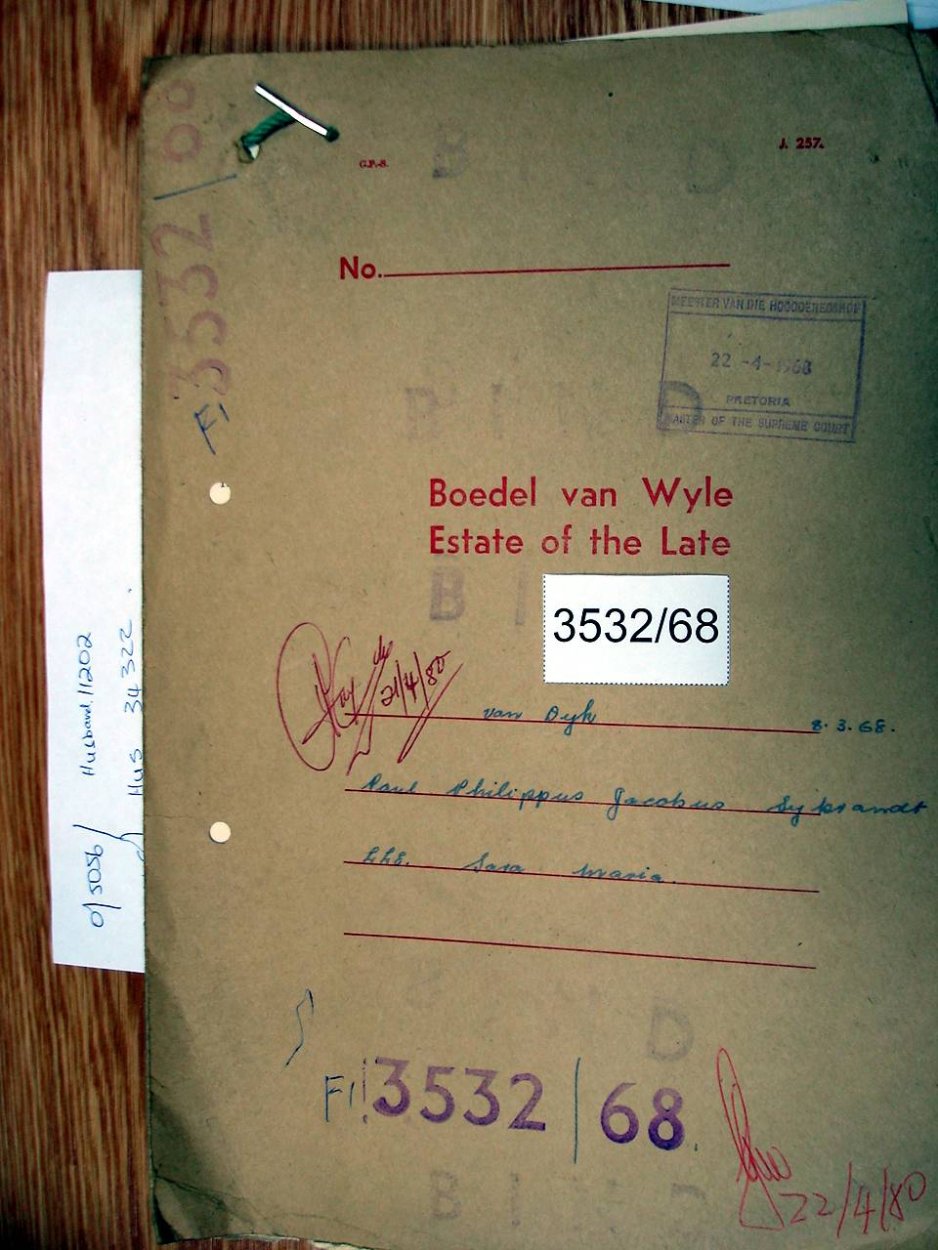 G.P.-S.
J. 257.
No.
3532/68
F1
MEESTER VAN DIE HOOGGEREGSHOF
22 -4- 1968
PRETORIA
MASTER OF THE SUPREME COURT
Boedel van Wyle
Estate of the Late
3532/68
21/4/80
van Dyk 8.3.68.
Paul Philippus Jacobus Sybrandt
Sara Maria.
F1 3532/68
22/4/80
Husband 11202
o/ 5056/
Hus 34322.